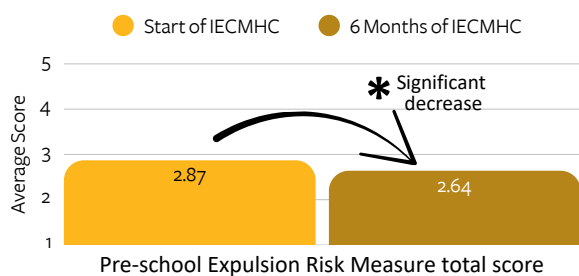 Start of IECMHC
6 Months of IECMHC
5
4
3
2
1
Average Score
* Significant
decrease
2.87
2.64
Pre-school Expulsion Risk Measure total score